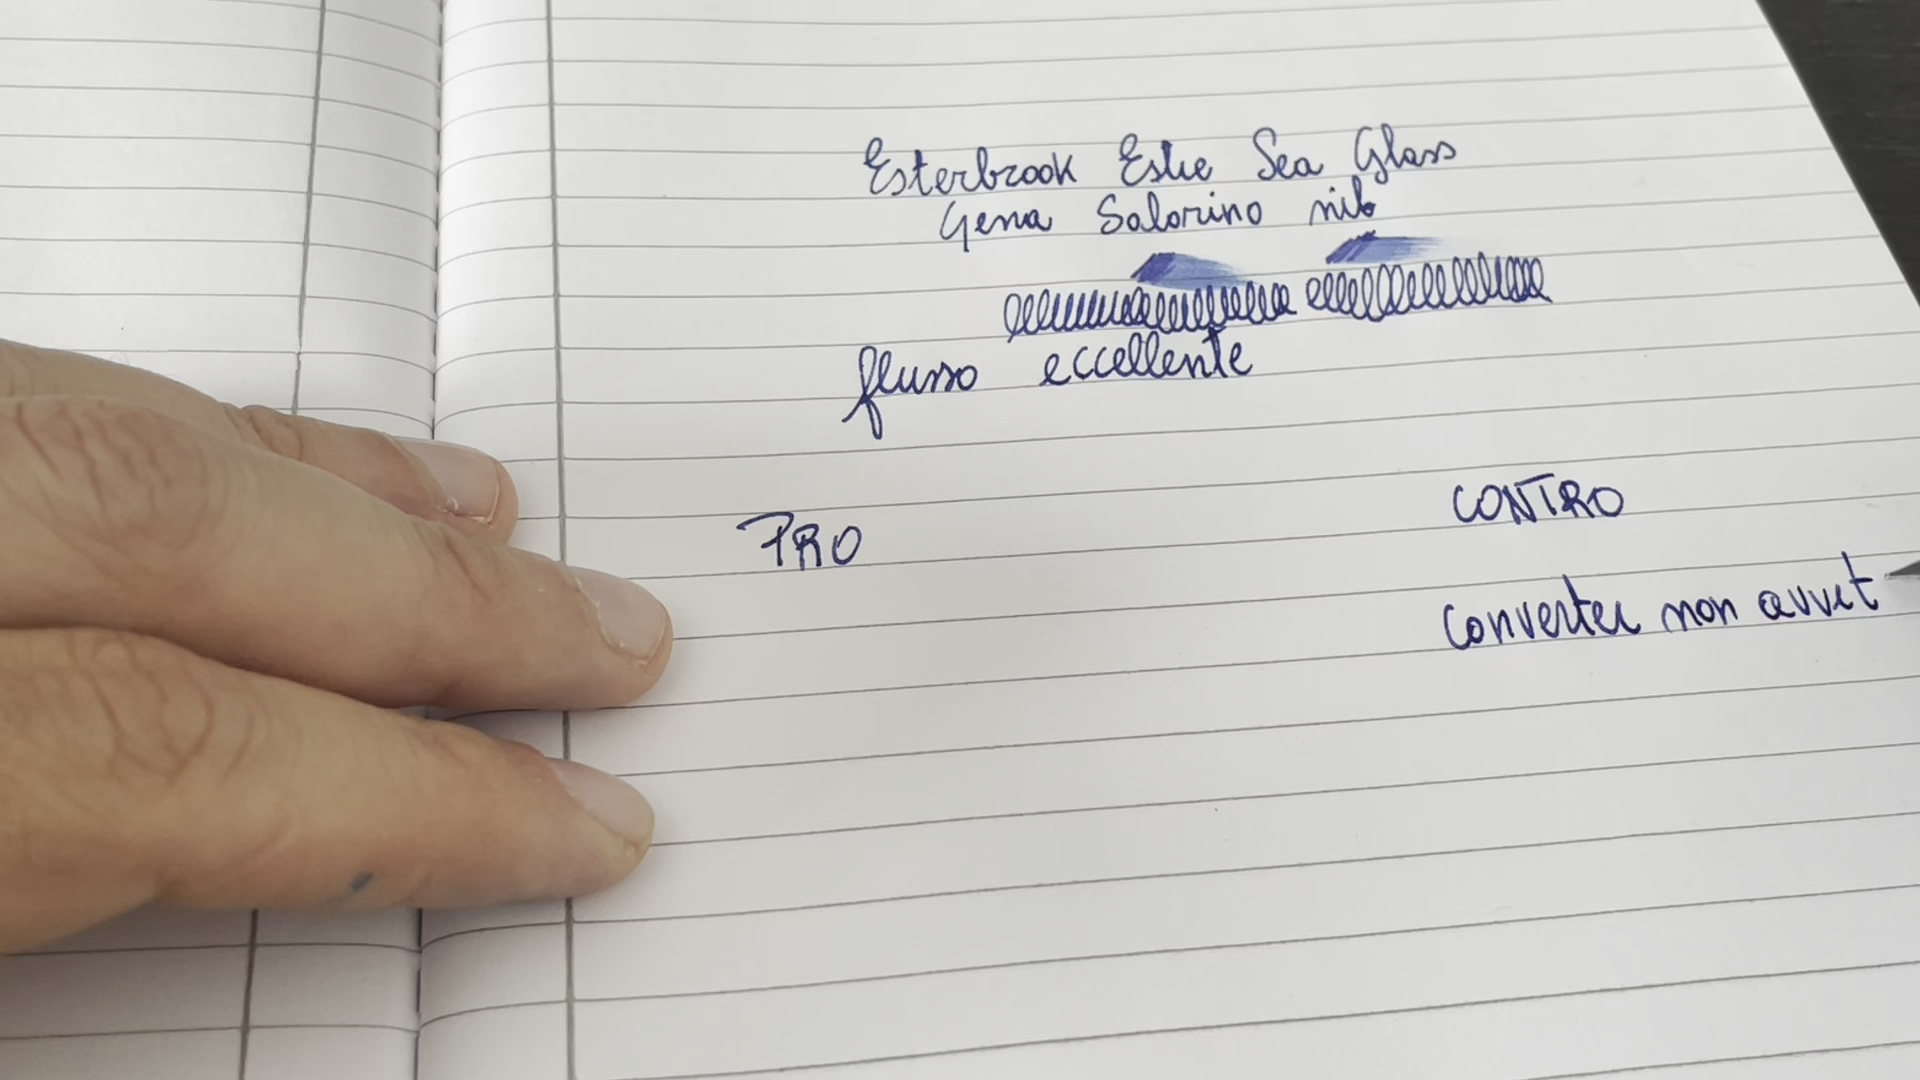 Esterbrook Estie Sea Glass
Gena Salorino nib
flusso eccellente
PRO
CONTRO
Converter non avvit